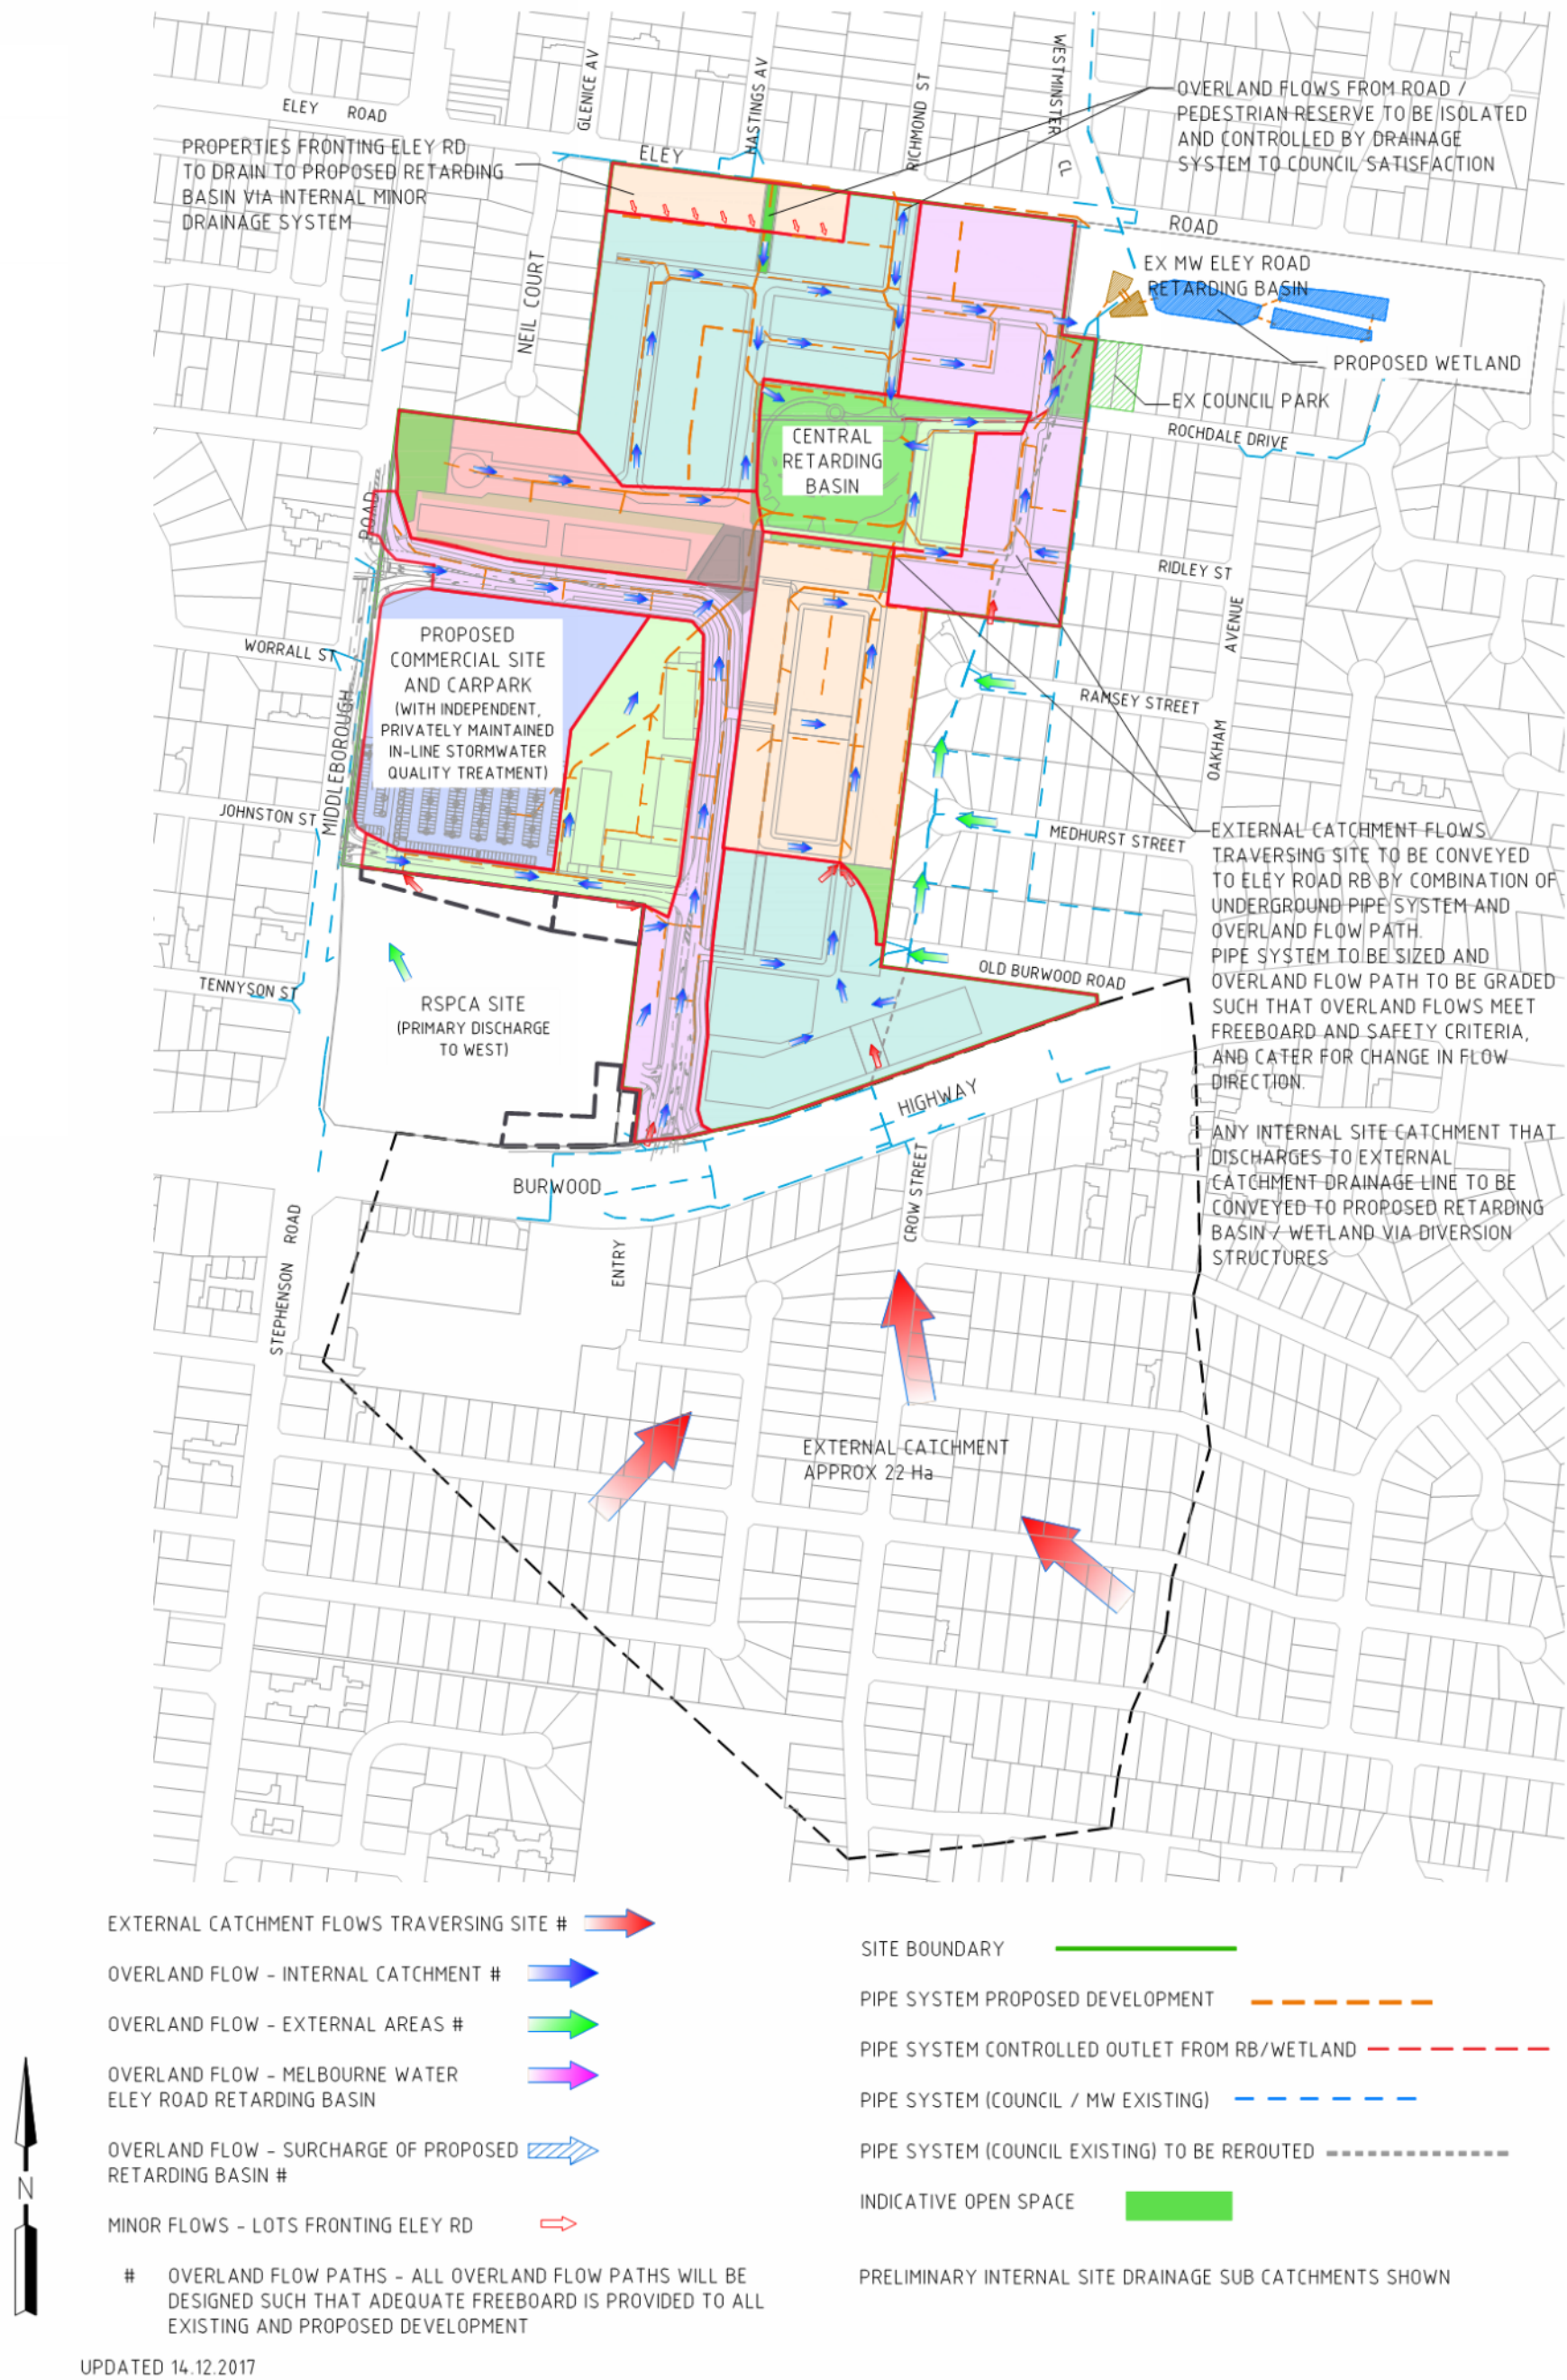 ELEY ROAD
GLENICE AV
HASTINGS AV
RICHMOND ST
WESTMINSTER CL
OVERLAND FLOWS FROM ROAD /
PEDESTRIAN RESERVE TO BE ISOLATED
AND CONTROLLED BY DRAINAGE
SYSTEM TO COUNCIL SATISFACTION
PROPERTIES FRONTING ELEY RD
TO DRAIN TO PROPOSED RETARDING
BASIN VIA INTERNAL MINOR
DRAINAGE SYSTEM
ELEY
ROAD
NEIL COURT
EX MW ELEY ROAD
RETARDING BASIN
PROPOSED WETLAND
EX COUNCIL PARK
ROCHDALE DRIVE
CENTRAL
RETARDING
BASIN
ROAD
RIDLEY ST
AVENUE
WORRALL ST
PROPOSED
COMMERCIAL SITE
AND CARPARK
(WITH INDEPENDENT,
PRIVATELY MAINTAINED
IN-LINE STORMWATER
QUALITY TREATMENT)
MIDDLEBOROUGH
RAMSEY STREET
OAKHAM
JOHNSTON ST
MEDHURST STREET
EXTERNAL CATCHMENT FLOWS
TRAVERSING SITE TO BE CONVEYED
TO ELEY ROAD RB BY COMBINATION OF
UNDERGROUND PIPE SYSTEM AND
OVERLAND FLOW PATH.
PIPE SYSTEM TO BE SIZED AND
OVERLAND FLOW PATH TO BE GRADED
SUCH THAT OVERLAND FLOWS MEET
FREEBOARD AND SAFETY CRITERIA,
AND CATER FOR CHANGE IN FLOW
DIRECTION.
TENNYSON ST
OLD BURWOOD ROAD
RSPCA SITE
(PRIMARY DISCHARGE
TO WEST)
HIGHWAY
ANY INTERNAL SITE CATCHMENT THAT
DISCHARGES TO EXTERNAL
CATCHMENT DRAINAGE LINE TO BE
CONVEYED TO PROPOSED RETARDING
BASIN / WETLAND VIA DIVERSION
STRUCTURES
BURWOOD
CROW STREET
STEPHENSON ROAD
ENTRY
EXTERNAL CATCHMENT
APPROX 22 Ha
EXTERNAL CATCHMENT FLOWS TRAVERSING SITE #
OVERLAND FLOW - INTERNAL CATCHMENT #
OVERLAND FLOW - EXTERNAL AREAS #
OVERLAND FLOW - MELBOURNE WATER
ELEY ROAD RETARDING BASIN
OVERLAND FLOW - SURCHARGE OF PROPOSED
RETARDING BASIN #
MINOR FLOWS - LOTS FRONTING ELEY RD
# OVERLAND FLOW PATHS - ALL OVERLAND FLOW PATHS WILL BE
DESIGNED SUCH THAT ADEQUATE FREEBOARD IS PROVIDED TO ALL
EXISTING AND PROPOSED DEVELOPMENT
SITE BOUNDARY
PIPE SYSTEM PROPOSED DEVELOPMENT
PIPE SYSTEM CONTROLLED OUTLET FROM RB/WETLAND
PIPE SYSTEM (COUNCIL / MW EXISTING)
PIPE SYSTEM (COUNCIL EXISTING) TO BE REROUTED
INDICATIVE OPEN SPACE
PRELIMINARY INTERNAL SITE DRAINAGE SUB CATCHMENTS SHOWN
N
UPDATED 14.12.2017